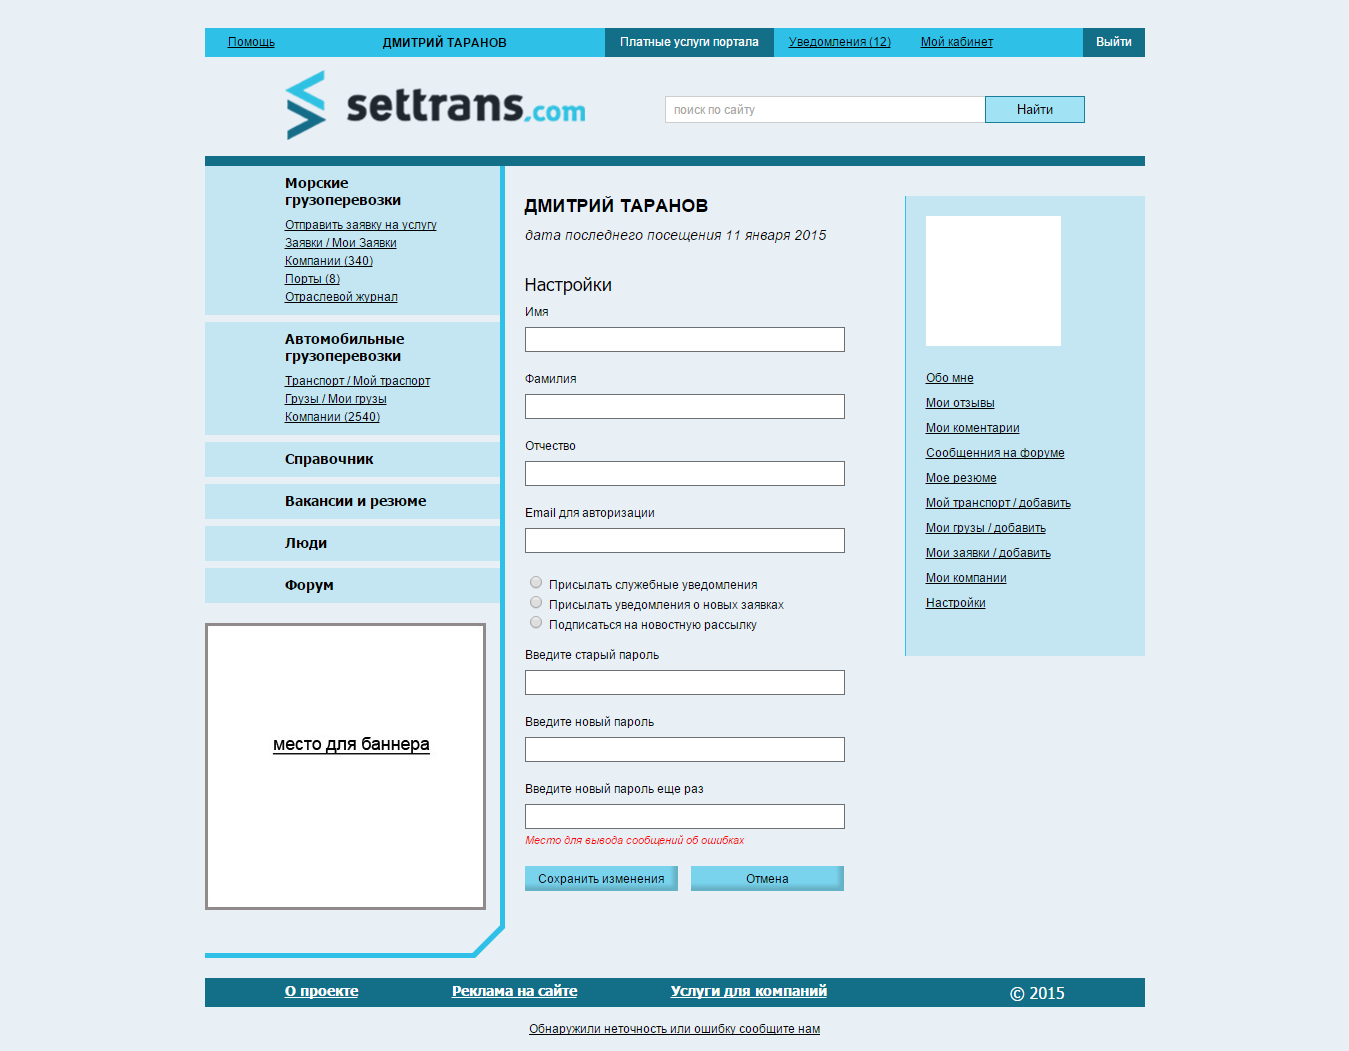 Помощь
ДМИТРИЙ ТАРАНОВ
Платные услуги портала
Уведомления (12)
Мой кабинет
Выйти
settrans.com
поиск по сайту
Найти
Морские
грузоперевозки
Отправить заявку на услугу
Заявки / Мои Заявки
Компании (340)
Порты (8)
Отраслевой журнал
Автомобильные
грузоперевозки
Транспорт / Мой траспорт
Грузы / Мои грузы
Компании (2540)
Справочник
Вакансии и резюме
Люди
Форум
место для баннера
ДМИТРИЙ ТАРАНОВ
дата последнего посещения 11 января 2015
Настройки
Имя
Фамилия
Отчество
Email для авторизации
Присылать служебные уведомления
Присылать уведомления о новых заявках
Подписаться на новостную рассылку
Введите старый пароль
Введите новый пароль
Введите новый пароль еще раз
Место для вывода сообщений об ошибках
Сохранить изменения
Отмена
Обо мне
Мои отзывы
Мои коментарии
Сообщенния на форуме
Мое резюме
Мой транспорт / добавить
Мои грузы / добавить
Мои заявки / добавить
Мои компании
Настройки
О проекте
Реклама на сайте
Услуги для компаний
© 2015
Обнаружили неточность или ошибку сообщите нам